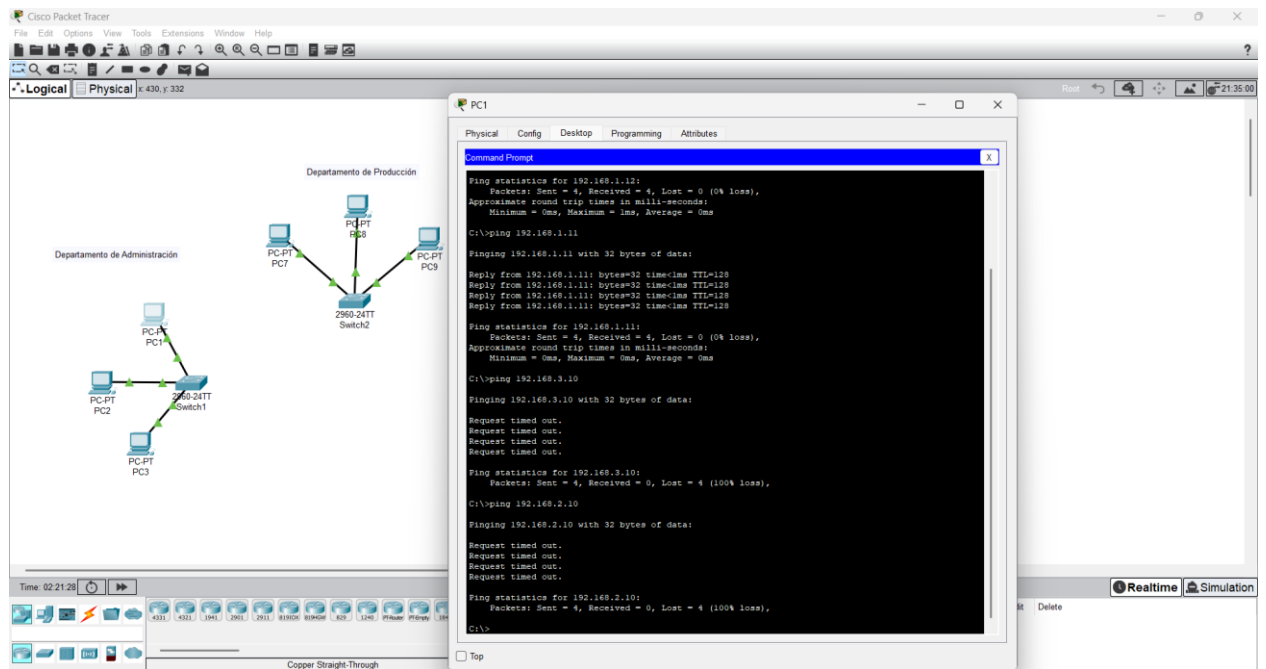 Cisco Packet Tracer
File Edit Options View Tools Extensions Window Help
?
Logical Physical x: 430, y: 332
Root 21:35:00
PC1
Physical Config Desktop Programming Attributes
Command Prompt X
Ping statistics for 192.168.1.12:
Packets: Sent = 4, Received = 4, Lost = 0 (0% loss),
Approximate round trip times in milli-seconds:
Minimum = 0ms, Maximum = 1ms, Average = 0ms
C:\>ping 192.168.1.11
Pinging 192.168.1.11 with 32 bytes of data:
Reply from 192.168.1.11: bytes=32 time<1ms TTL=128
Reply from 192.168.1.11: bytes=32 time<1ms TTL=128
Reply from 192.168.1.11: bytes=32 time<1ms TTL=128
Reply from 192.168.1.11: bytes=32 time<1ms TTL=128
Ping statistics for 192.168.1.11:
Packets: Sent = 4, Received = 4, Lost = 0 (0% loss),
Approximate round trip times in milli-seconds:
Minimum = 0ms, Maximum = 0ms, Average = 0ms
C:\>ping 192.168.3.10
Pinging 192.168.3.10 with 32 bytes of data:
Request timed out.
Request timed out.
Request timed out.
Request timed out.
Ping statistics for 192.168.3.10:
Packets: Sent = 4, Received = 0, Lost = 4 (100% loss),
C:\>ping 192.168.2.10
Pinging 192.168.2.10 with 32 bytes of data:
Request timed out.
Request timed out.
Request timed out.
Request timed out.
Ping statistics for 192.168.2.10:
Packets: Sent = 4, Received = 0, Lost = 4 (100% loss),
C:\>
Top
Departamento de Producción
PC-PT
PC8
PC-PT
PC7
PC-PT
PC9
2960-24TT
Switch2
Departamento de Administración
PC-PT
PC1
PC-PT
PC2
2960-24TT
Switch1
PC-PT
PC3
Time: 02:21:28
Realtime Simulation
4331 4321 1941 2901 2911 819IOX 819HGW 829 1240 PT-Router PT-Empty
Delete
Copper Straight-Through